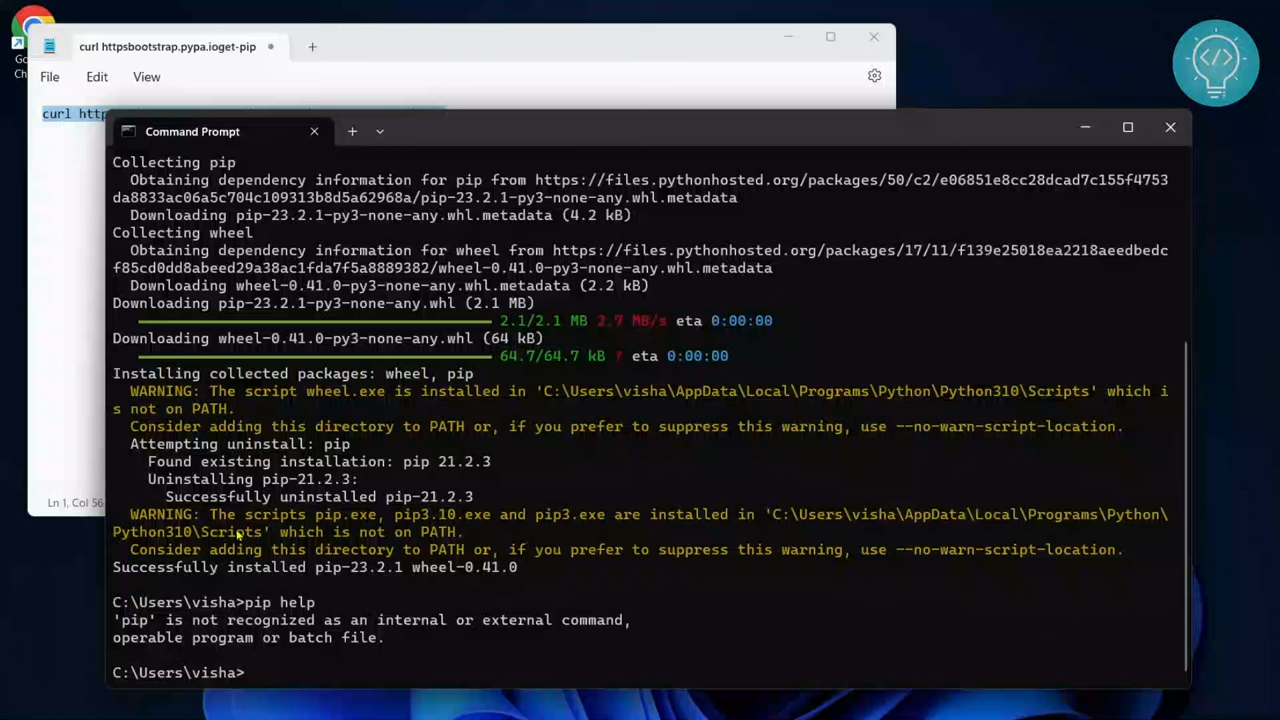 Go
Ch
curl httpsbootstrap.pypa.ioget-pip
File Edit View
curl http
Command Prompt
Collecting pip
Obtaining dependency information for pip from https://files.pythonhosted.org/packages/50/c2/e06851e8cc28dcad7c155f4753
da8833ac06a5c704c109313b8d5a62968a/pip-23.2.1-py3-none-any.whl.metadata
Downloading pip-23.2.1-py3-none-any.whl.metadata (4.2 kB)
Collecting wheel
Obtaining dependency information for wheel from https://files.pythonhosted.org/packages/17/11/f139e25018ea2218aeedbedc
f85cd0dd8abeed29a38ac1fda7f5a8889382/wheel-0.41.0-py3-none-any.whl.metadata
Downloading wheel-0.41.0-py3-none-any.whl.metadata (2.2 kB)
Downloading pip-23.2.1-py3-none-any.whl (2.1 MB)
2.1/2.1 MB 2.7 MB/s eta 0:00:00
Downloading wheel-0.41.0-py3-none-any.whl (64 kB)
64.7/64.7 kB ? eta 0:00:00
Installing collected packages: wheel, pip
WARNING: The script wheel.exe is installed in 'C:\Users\visha\AppData\Local\Programs\Python\Python310\Scripts' which i
s not on PATH.
Consider adding this directory to PATH or, if you prefer to suppress this warning, use --no-warn-script-location.
Attempting uninstall: pip
Found existing installation: pip 21.2.3
Uninstalling pip-21.2.3:
Successfully uninstalled pip-21.2.3
WARNING: The scripts pip.exe, pip3.10.exe and pip3.exe are installed in 'C:\Users\visha\AppData\Local\Programs\Python\
Python310\Scripts' which is not on PATH.
Consider adding this directory to PATH or, if you prefer to suppress this warning, use --no-warn-script-location.
Successfully installed pip-23.2.1 wheel-0.41.0
C:\Users\visha>pip help
'pip' is not recognized as an internal or external command,
operable program or batch file.
C:\Users\visha>
Ln 1, Col 56